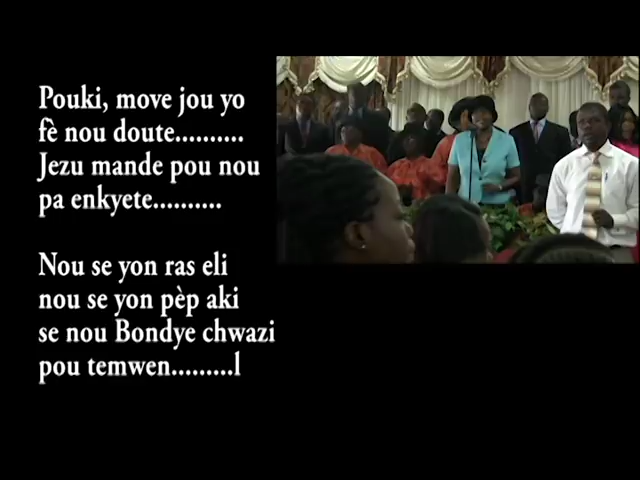 Pouki, move jou yo
fè nou doute..........
Jezu mande pou nou
pa enkyete..........
Nou se yon ras eli
nou se yon pèp aki
se nou Bondye chwazi
pou temwen.........l